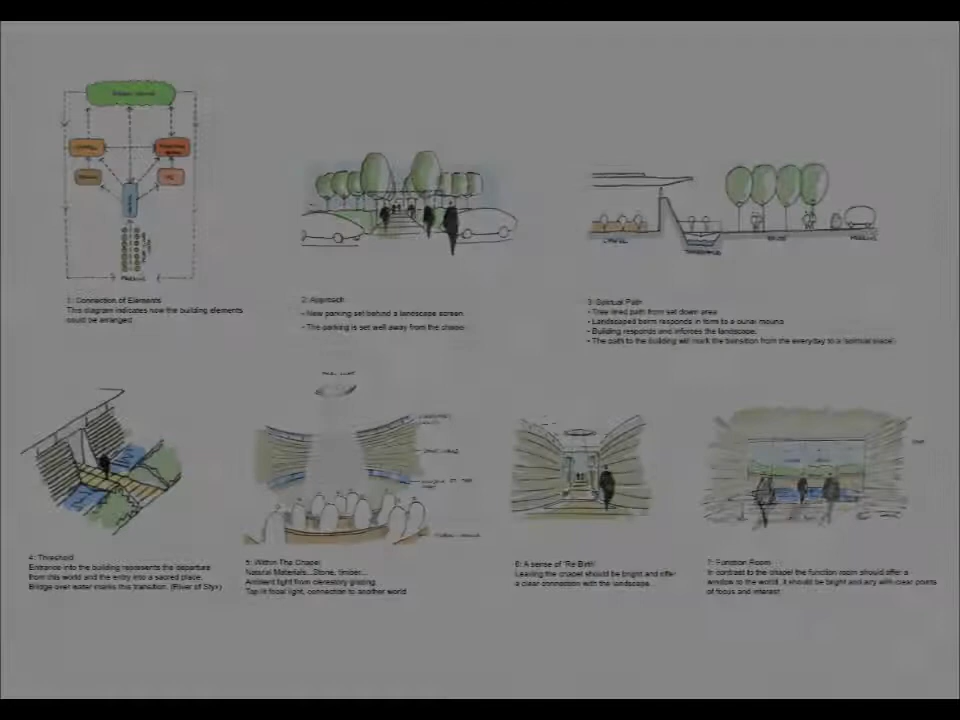 PARKING
1: Connection of Elements
This diagram indicates how the building elements
could be arranged
2: Approach
• New parking set behind a landscape screen
• The parking is set well away from the chapel
CHAPEL
THRESHOLD
PARKING
3: Spiritual Path
• Tree lined path from set down area
• Landscaped berm responds in form to a burial mound
• Building responds and inforces the landscape.
• The path to the building will mark the transition from the everyday to a 'spiritual place'
4: Threshold
Entrance into the building represents the departure
from this world and the entry into a sacred place.
Bridge over water marks this transition. (River of Styx)
5: Within The Chapel
Natural Materials...Stone, timber...
Ambient light from clerestory glazing
Top lit focal light, connection to another world
6: A sense of 'Re Birth'
Leaving the chapel should be bright and offer
a clear connection with the landscape
7: Function Room
In contrast to the chapel the function room should offer a
window to the world, it should be bright and airy with clear points
of focus and interest